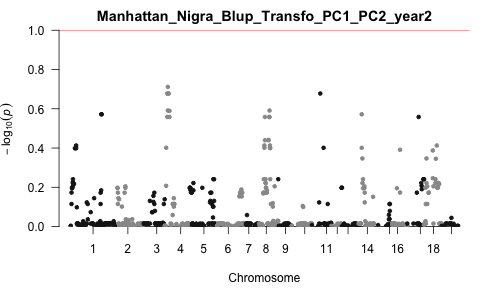 Manhattan_Nigra_Blup_Transfo_PC1_PC2_year2
1.0
0.8
0.6
0.4
0.2
0.0
− log10(p)
1 2 3 4 5 6 7 8 9 11 14 16 18
Chromosome